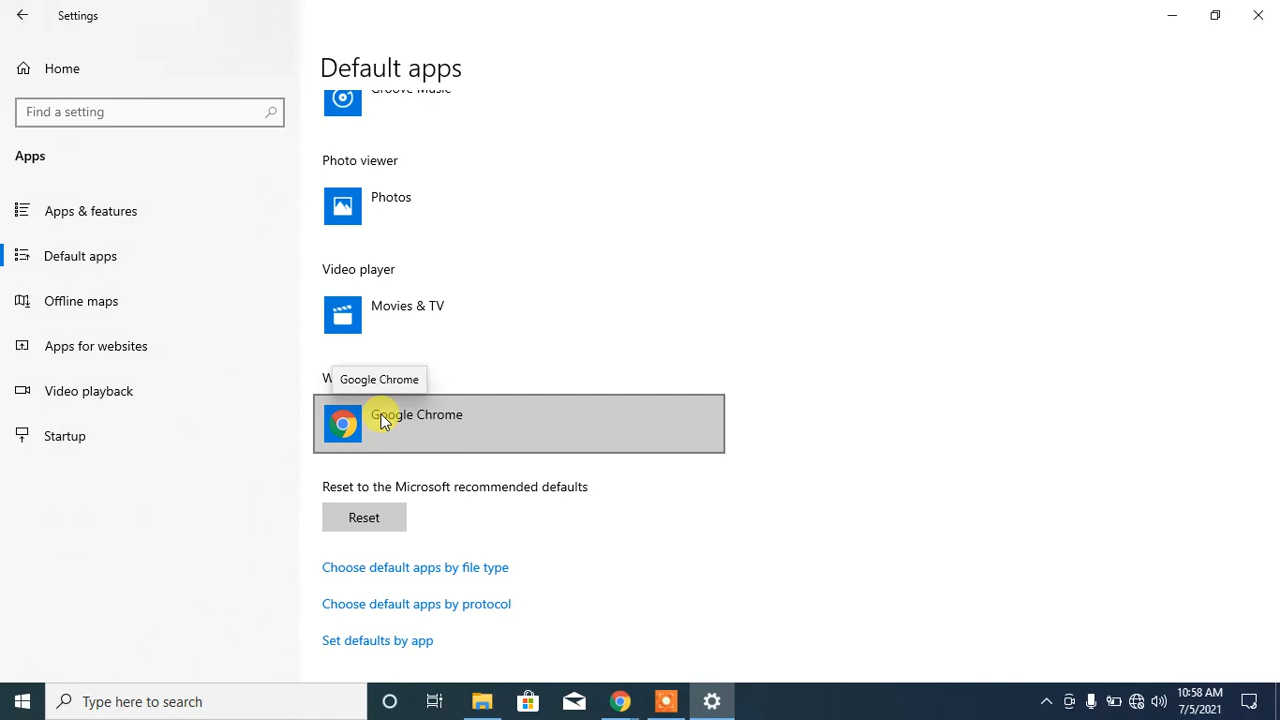 Settings
Home
Find a setting
Apps
Apps & features
Default apps
Offline maps
Apps for websites
Video playback
Startup
Default apps
Groove Music
Photo viewer
Photos
Video player
Movies & TV
W
Google Chrome
Google Chrome
Reset to the Microsoft recommended defaults
Reset
Choose default apps by file type
Choose default apps by protocol
Set defaults by app
Type here to search
10:58 AM
7/5/2021